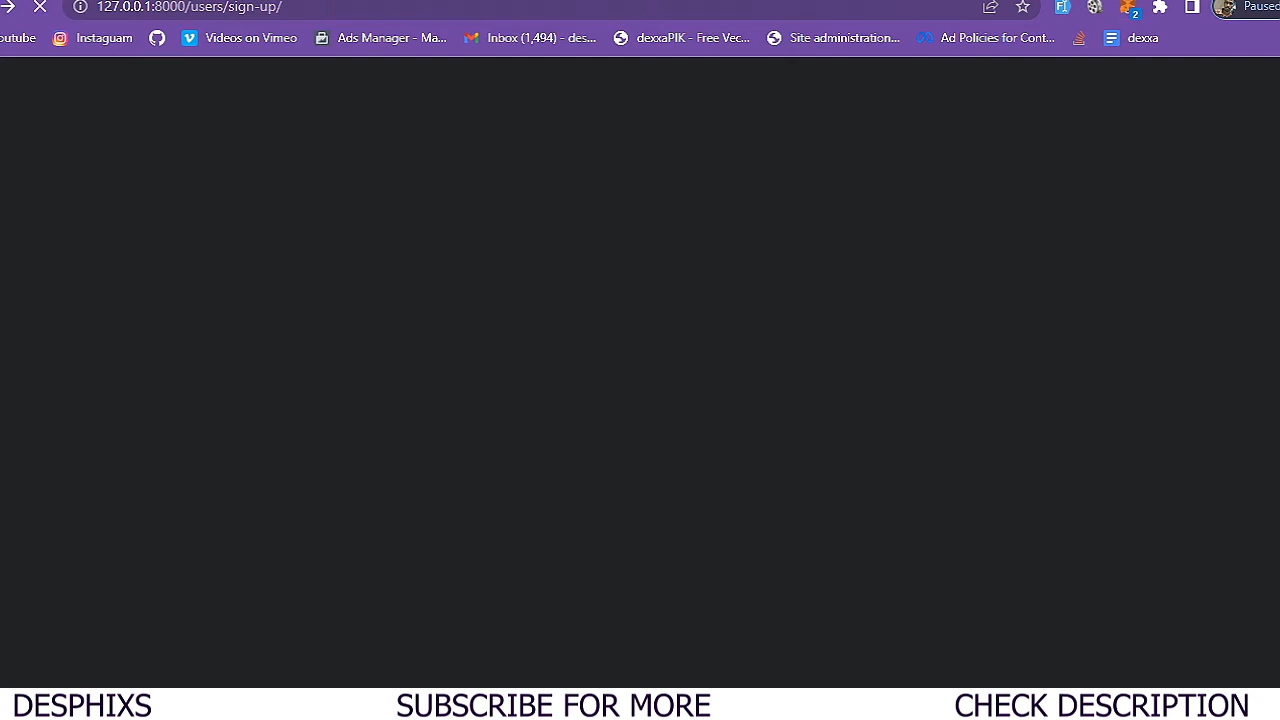 127.0.0.1:8000/users/sign-up/
Paused
outube Instaguam Videos on Vimeo Ads Manager - Ma... Inbox (1,494) - des... dexxaPIK - Free Vec... Site administration... Ad Policies for Cont... dexxa
2
DESPHIXS SUBSCRIBE FOR MORE CHECK DESCRIPTION